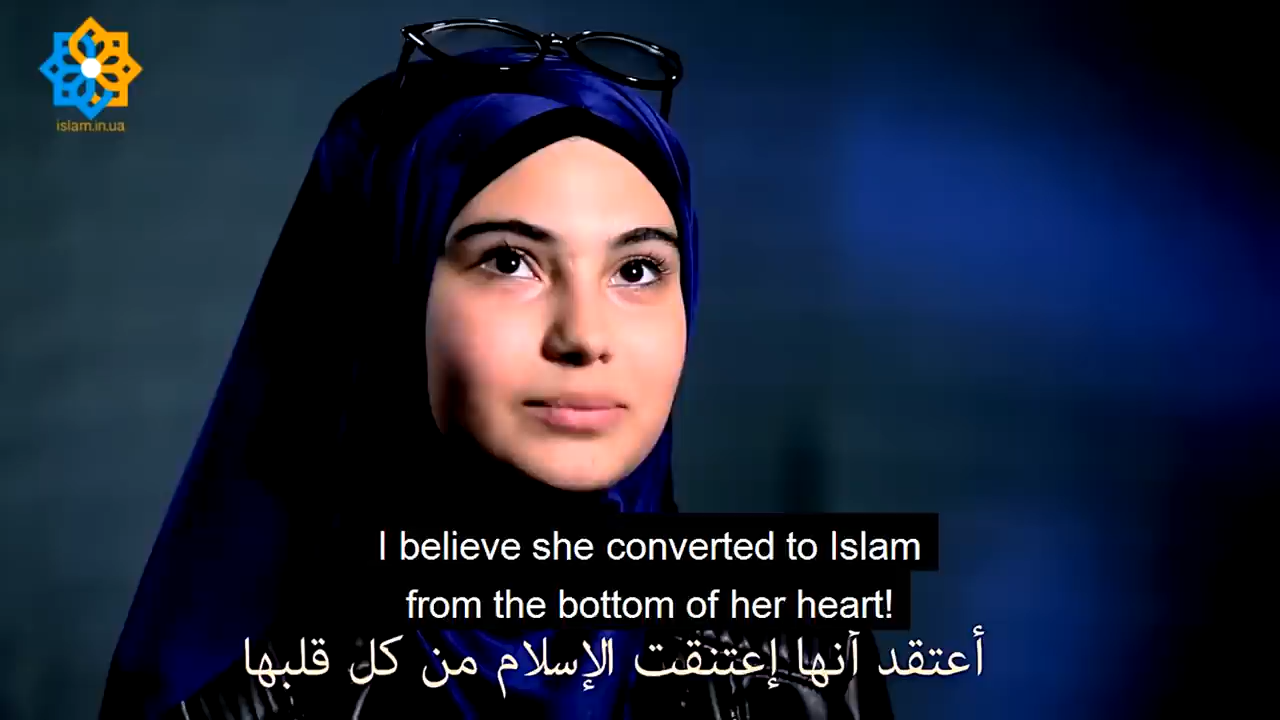 islam.in.ua
I believe she converted to Islam
from the bottom of her heart!
أعتقد أنها إعتنقت الإسلام من كل قلبها